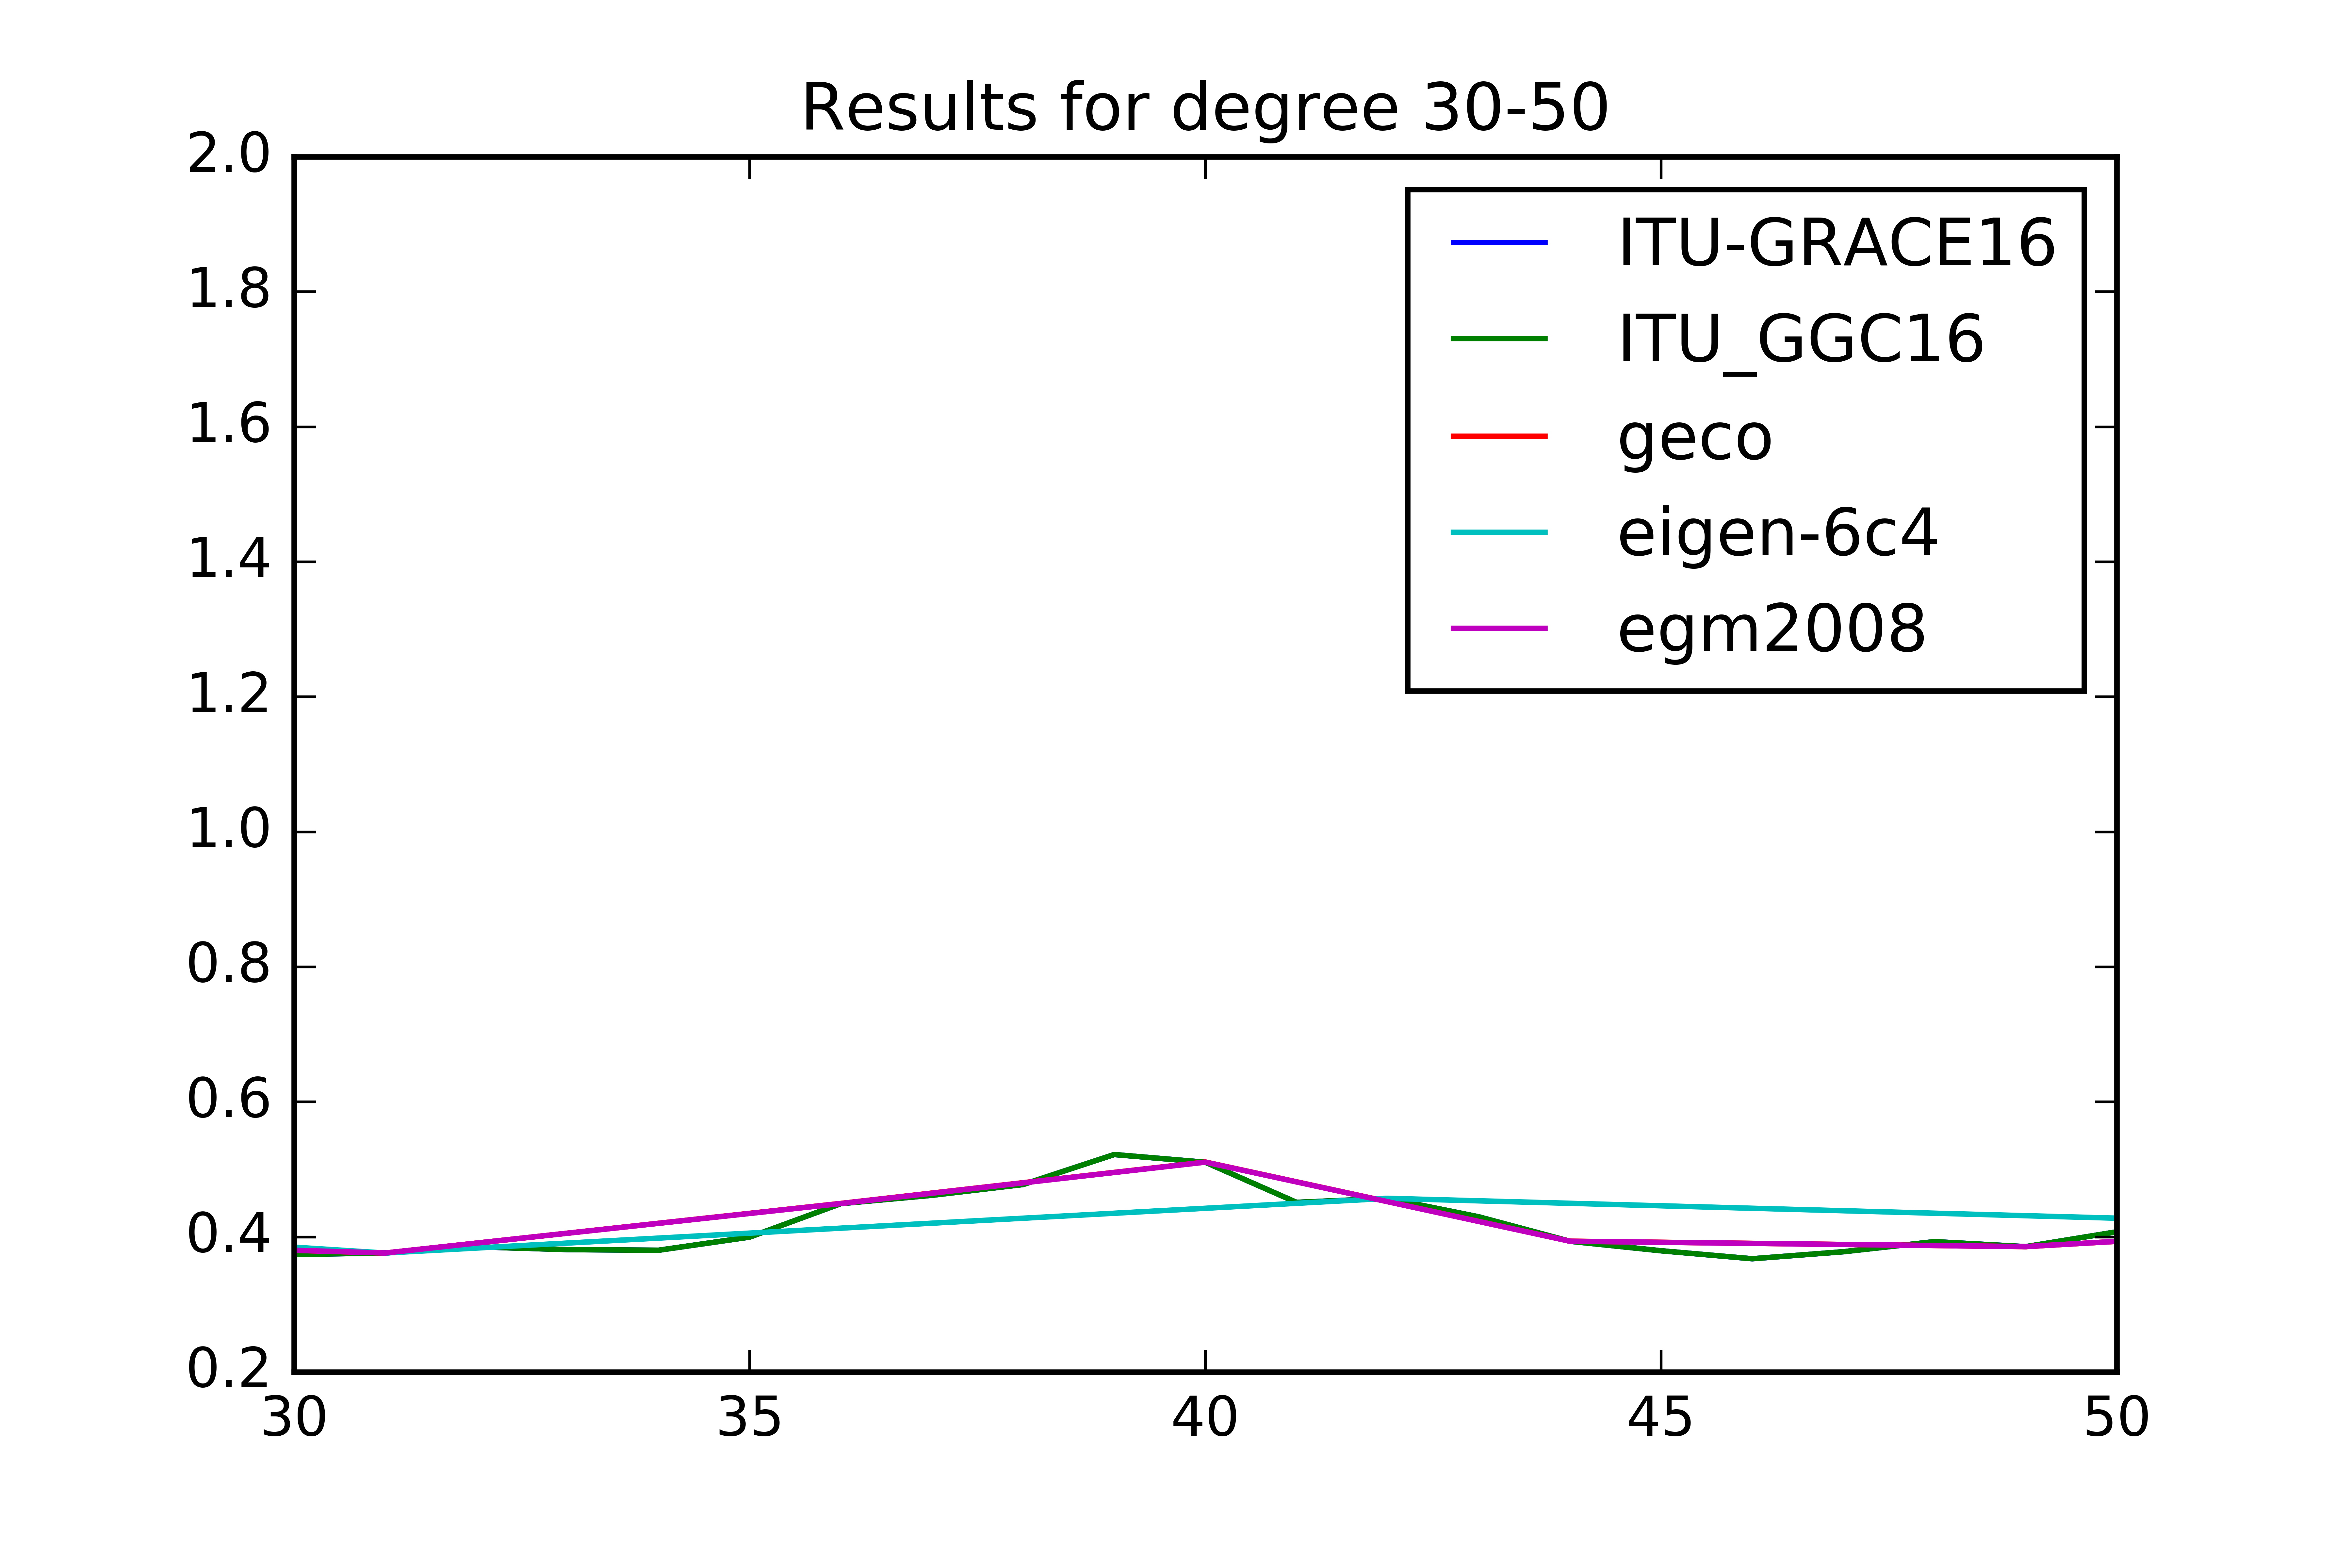 Results for degree 30-50
2.0
1.8
1.6
1.4
1.2
1.0
0.8
0.6
0.4
0.2
ITU-GRACE16
ITU_GGC16
geco
eigen-6c4
egm2008
30 35 40 45 50